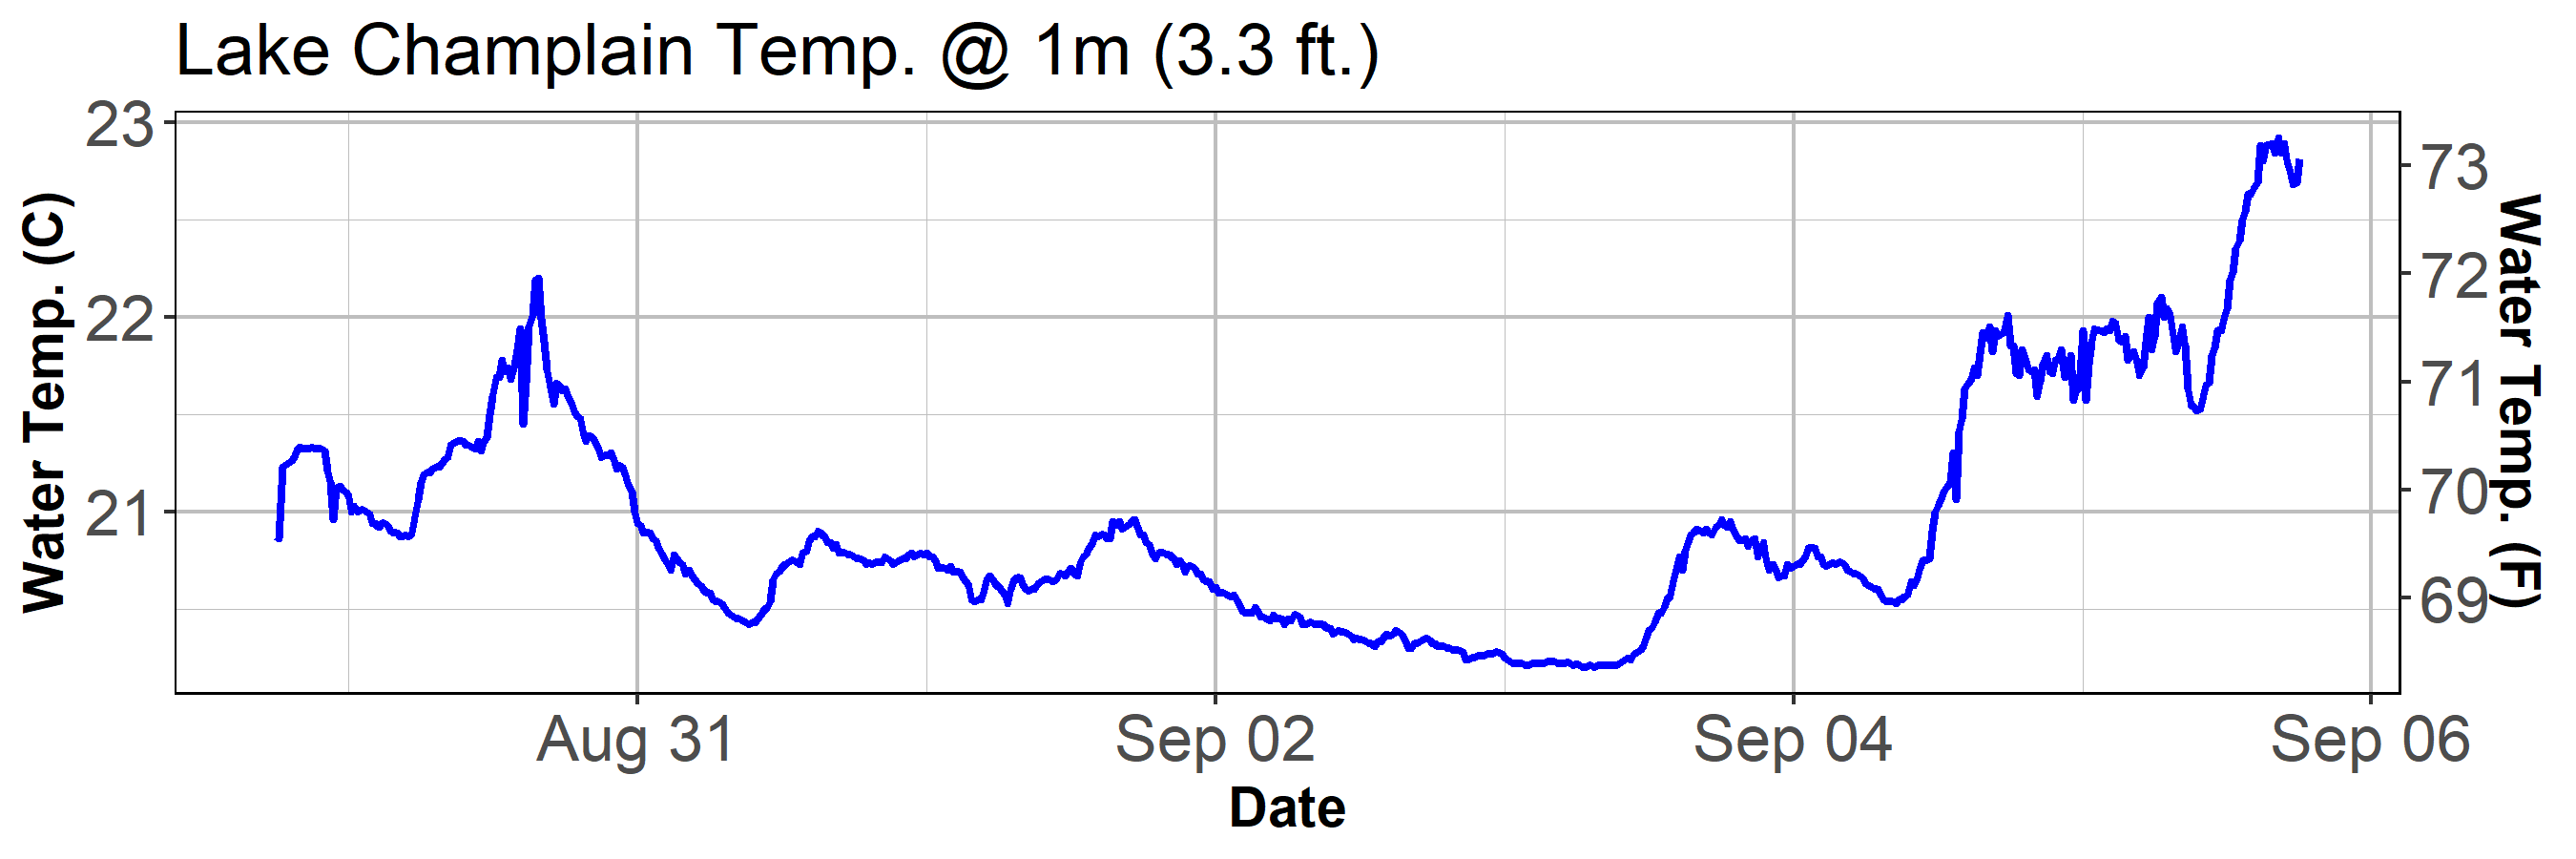 Lake Champlain Temp. @ 1m (3.3 ft.)
23
22
21
Water Temp. (C)
73
72
71
70
69
Water Temp. (F)
Aug 31 Sep 02 Sep 04 Sep 06
Date